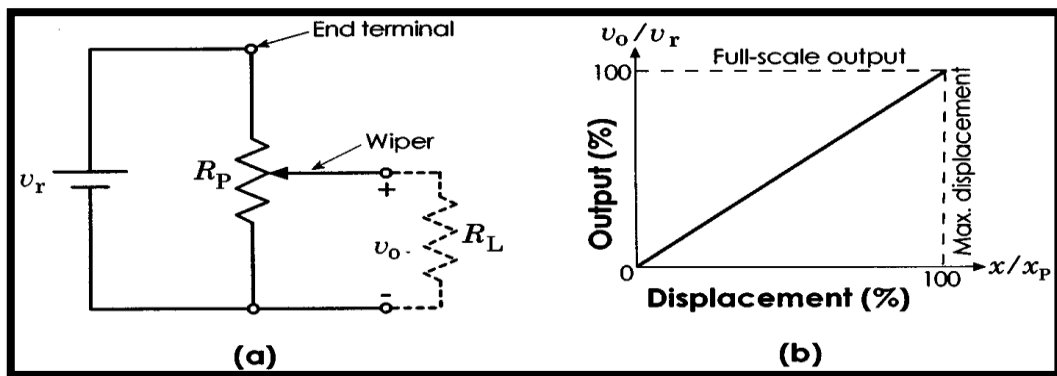 End terminal
Wiper
v_r
R_P
+
v_o
R_L
-
(a)
v_o/v_r
Full-scale output
100
Output (%)
Max. displacement
0
100
x/x_P
Displacement (%)
(b)